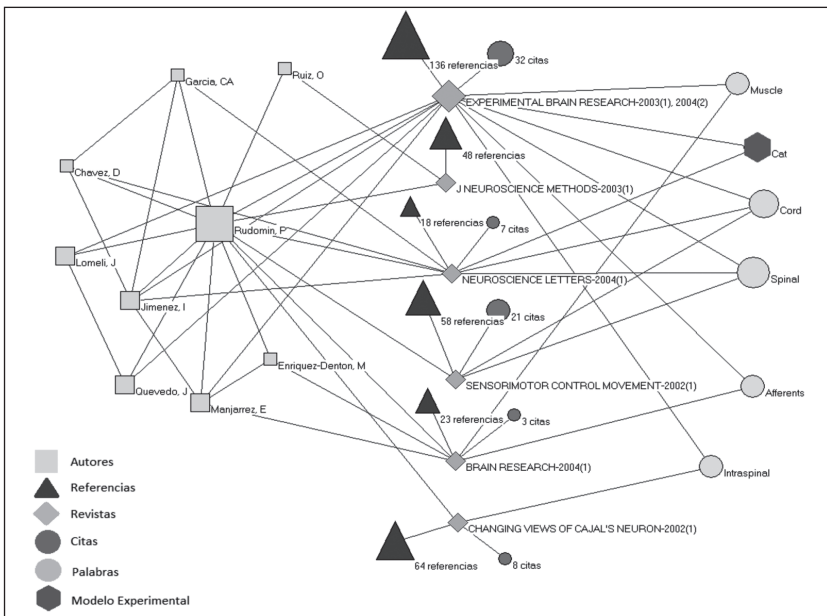 136 referencias
32 citas
Garcia, CA
Ruiz, O
Muscle
EXPERIMENTAL BRAIN RESEARCH-2003(1), 2004(2)
48 referencias
Cat
Chavez, D
J NEUROSCIENCE METHODS-2003(1)
18 referencias
7 citas
Cord
Rudomin, P
Lomeli, J
NEUROSCIENCE LETTERS-2004(1)
Spinal
Jimenez, I
58 referencias
21 citas
Enriquez-Denton, M
Quevedo, J
SENSORIMOTOR CONTROL MOVEMENT-2002(1)
Afferents
Manjarrez, E
23 referencias
3 citas
BRAIN RESEARCH-2004(1)
Intraspinal
CHANGING VIEWS OF CAJAL'S NEURON-2002(1)
64 referencias
8 citas
Autores
Referencias
Revistas
Citas
Palabras
Modelo Experimental